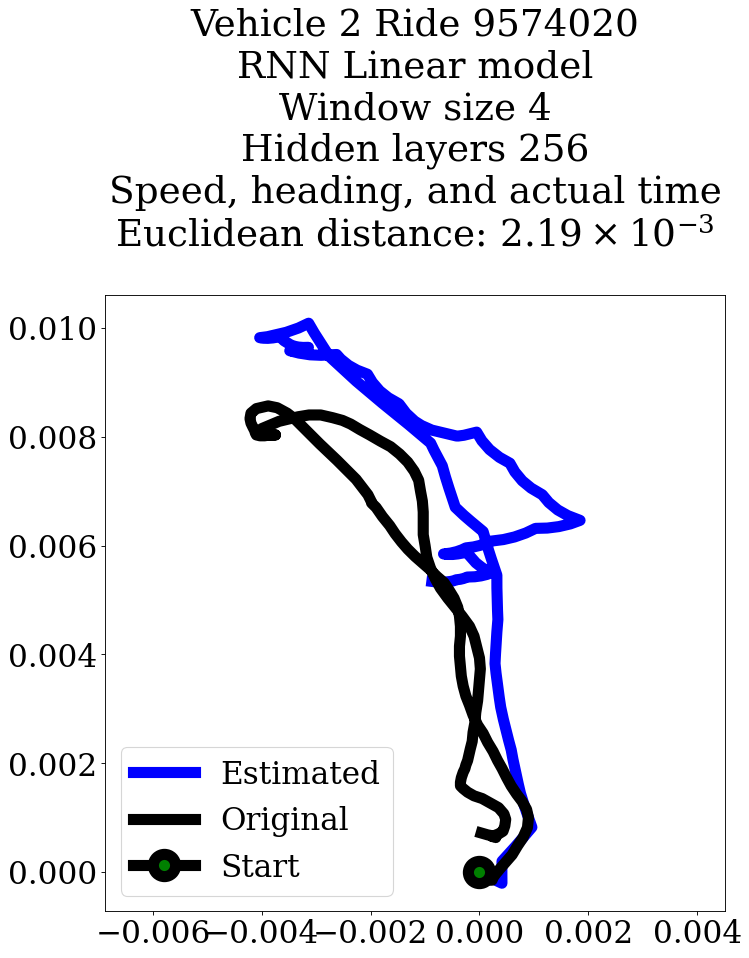 Vehicle 2 Ride 9574020
RNN Linear model
Window size 4
Hidden layers 256
Speed, heading, and actual time
Euclidean distance: 2.19 × 10⁻³
0.010
0.008
0.006
0.004
0.002
0.000
Estimated
Original
Start
−0.006 −0.004 −0.002 0.000 0.002 0.004